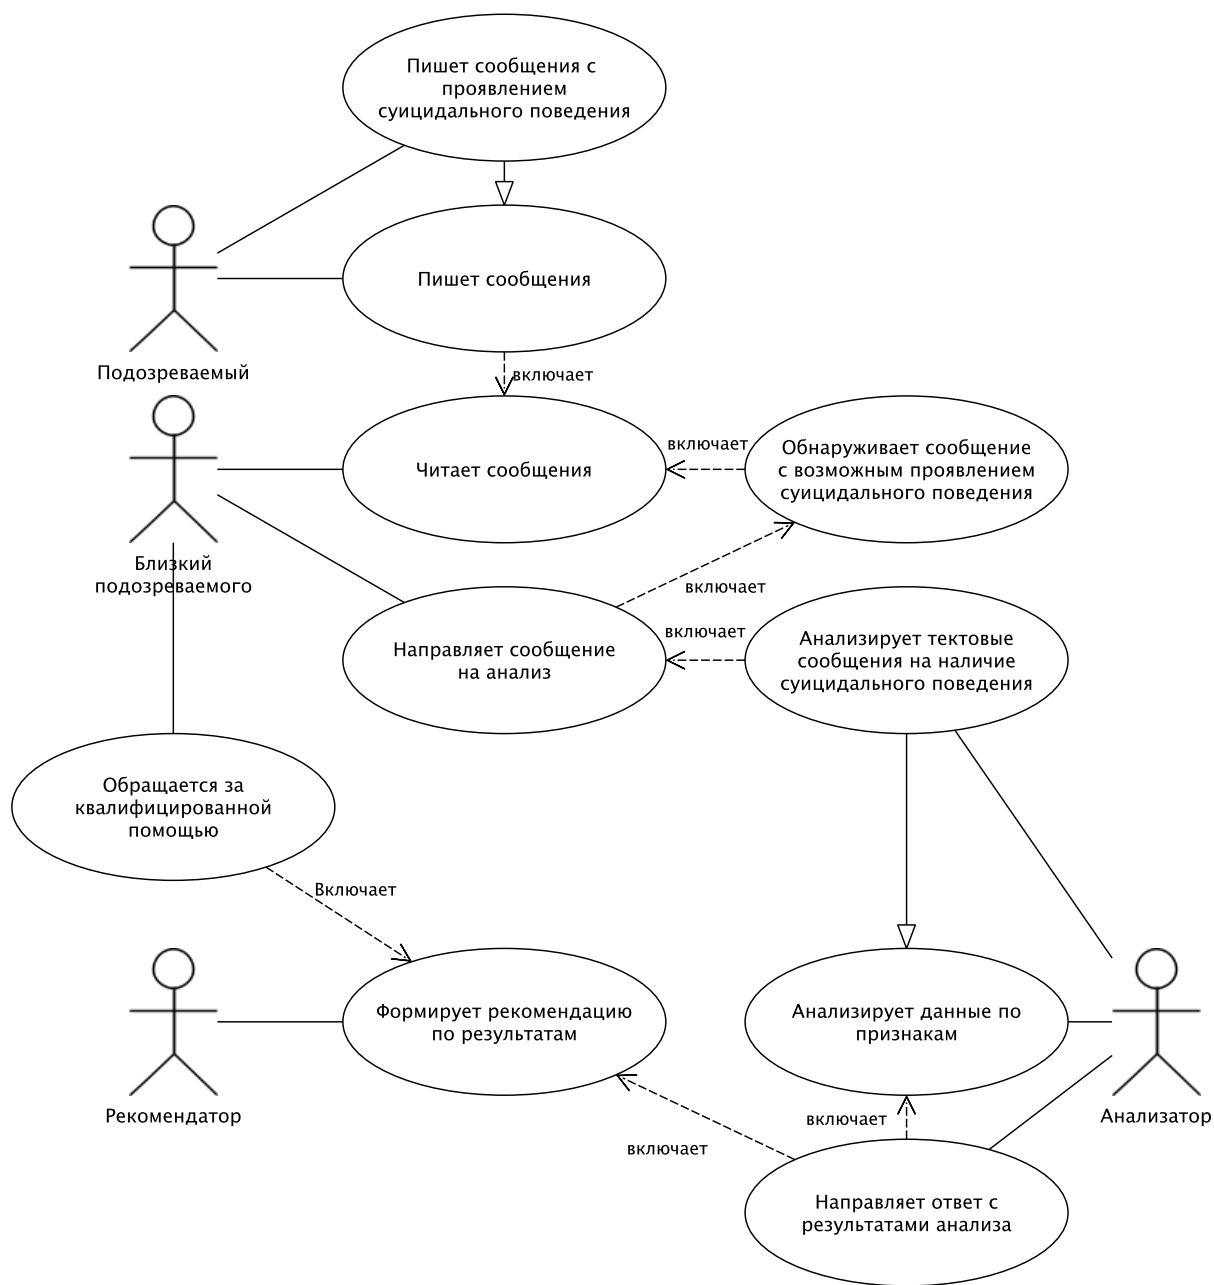 Пишет сообщения с
проявлением
суицидального поведения
Пишет сообщения
Подозреваемый
включает
Читает сообщения
включает
Обнаруживает сообщение
с возможным проявлением
суицидального поведения
Близкий
подозреваемого
включает
Направляет сообщение
на анализ
включает
Анализирует тектовые
сообщения на наличие
суицидального поведения
Обращается за
квалифицированной
помощью
Включает
Формирует рекомендацию
по результатам
Анализирует данные по
признакам
Рекомендатор
Анализатор
включает
включает
Направляет ответ с
результатами анализа